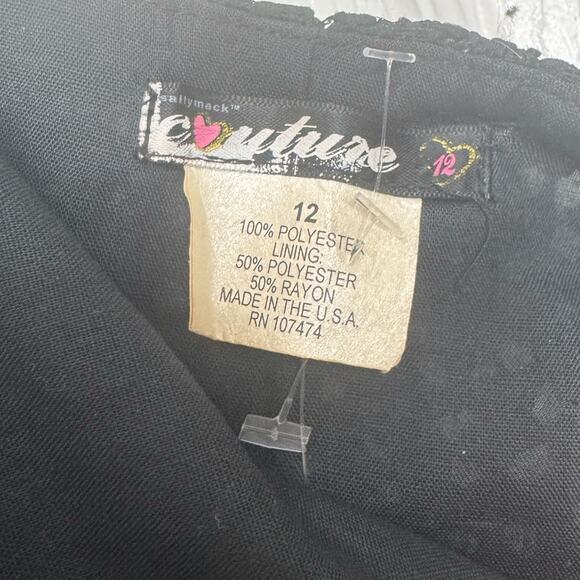 sallymack™
couture
12
12
100% POLYESTER
LINING:
50% POLYESTER
50% RAYON
MADE IN THE U.S.A.
RN 107474